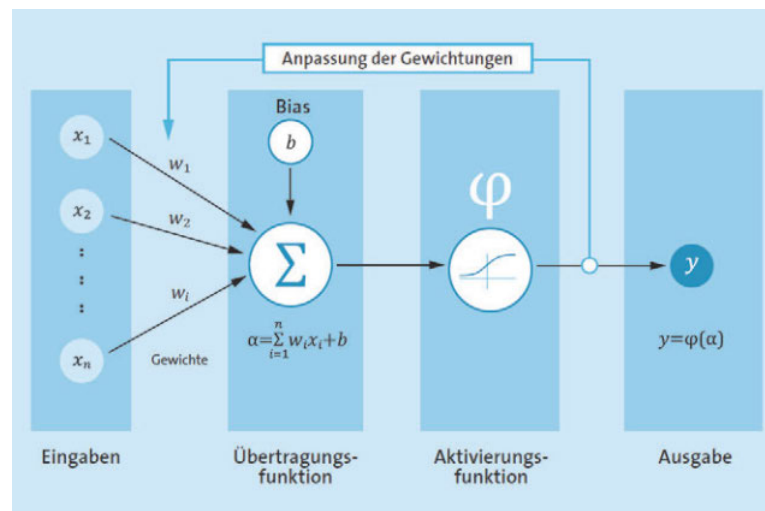 Anpassung der Gewichtungen
Bias
b
x₁
w₁
x₂
w₂
:
:
:
wᵢ
xₙ
Gewichte
Σ
α=Σⁿᵢ₌₁ wᵢxᵢ+b
φ
y
y=φ(α)
Eingaben
Übertragungs-
funktion
Aktivierungs-
funktion
Ausgabe